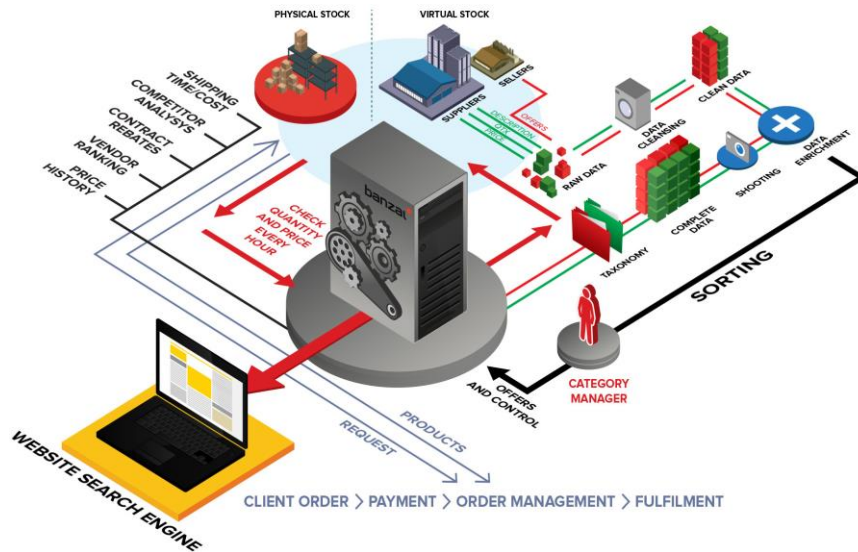 PHYSICAL STOCK
VIRTUAL STOCK
SHIPPING
TIME/COST
COMPETITOR
ANALYSYS
CONTRACT
REBATES
VENDOR
RANKING
PRICE
HISTORY
SUPPLIERS
SELLERS
DESCRIPTION
QTY
PRICE
OFFERS
RAW DATA
DATA
CLEANSING
CLEAN DATA
DATA
ENRICHMENT
SHOOTING
COMPLETE
DATA
TAXONOMY
banzai
CHECK
QUANTITY
AND PRICE
EVERY
HOUR
SORTING
CATEGORY
MANAGER
OFFERS
AND CONTROL
WEBSITE SEARCH ENGINE
PRODUCTS
REQUEST
CLIENT ORDER > PAYMENT > ORDER MANAGEMENT > FULFILMENT